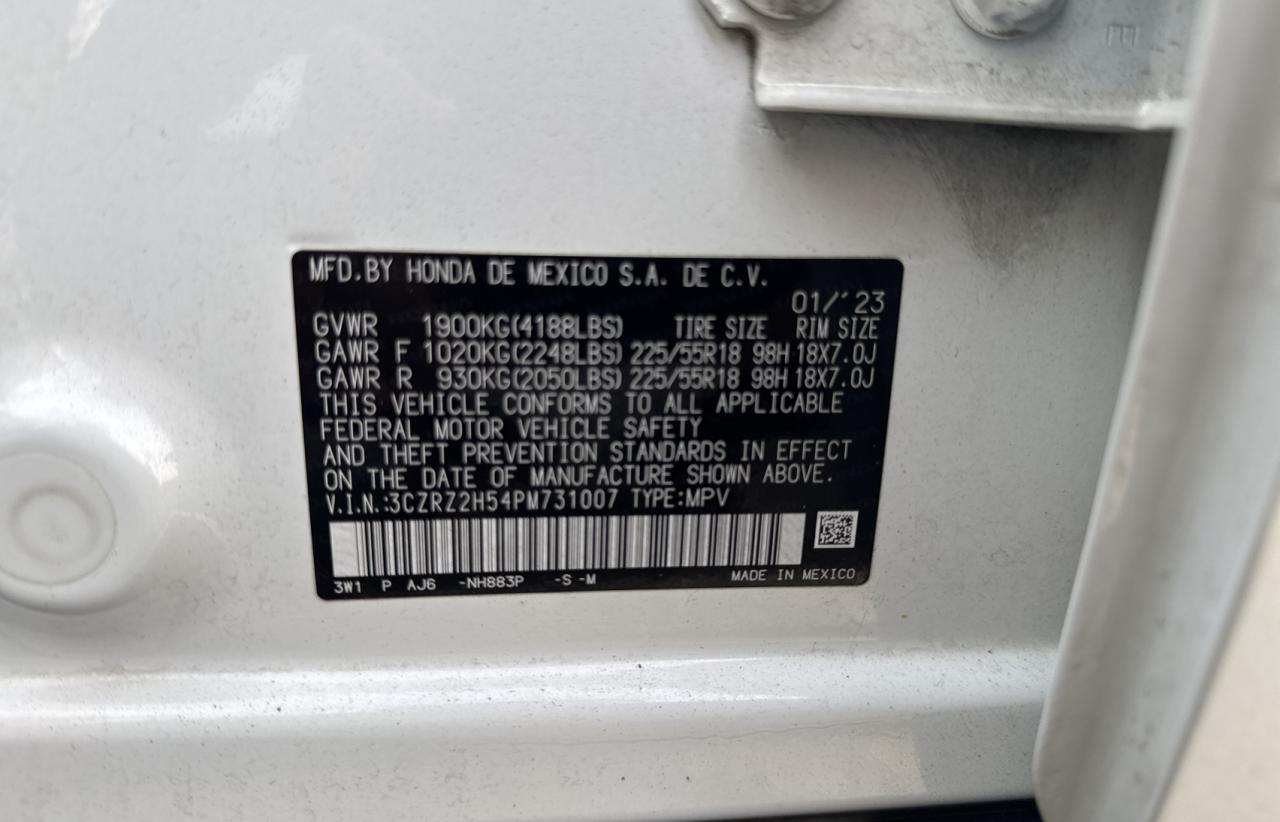 MFD.BY HONDA DE MEXICO S.A. DE C.V.
01/'23
GVWR 1900KG(4188LBS) TIRE SIZE RIM SIZE
GAWR F 1020KG(2248LBS) 225/55R18 98H 18X7.0J
GAWR R 930KG(2050LBS) 225/55R18 98H 18X7.0J
THIS VEHICLE CONFORMS TO ALL APPLICABLE
FEDERAL MOTOR VEHICLE SAFETY
AND THEFT PREVENTION STANDARDS IN EFFECT
ON THE DATE OF MANUFACTURE SHOWN ABOVE.
V.I.N.:3CZRZ2H54PM731007 TYPE:MPV
3W1 P AJ6 -NH883P -S -M MADE IN MEXICO